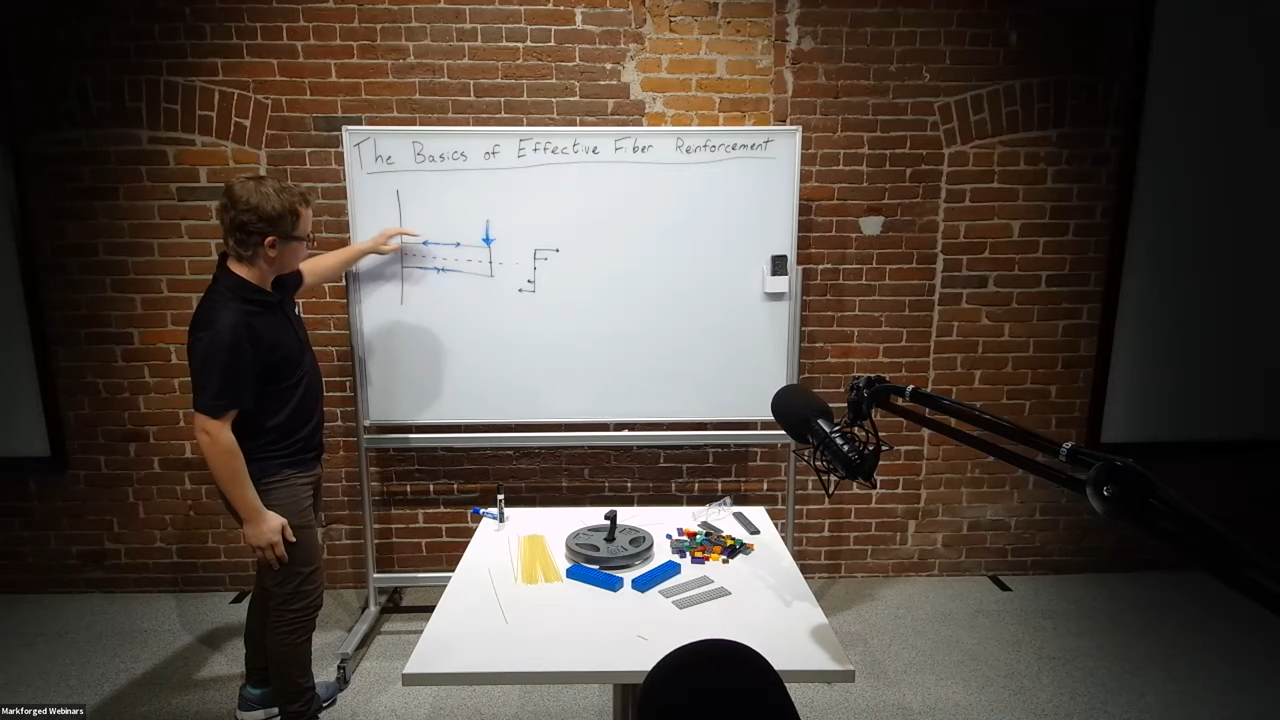 The Basics of Effective Fiber Reinforcement
Markforged Webinars